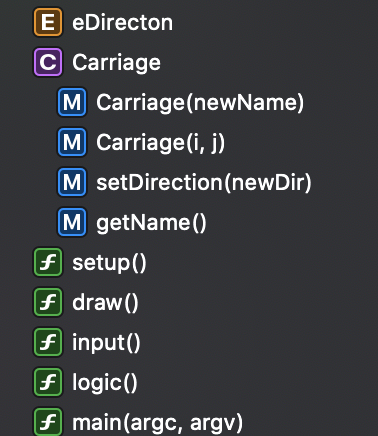 E eDirecton
C Carriage
M Carriage(newName)
M Carriage(i, j)
M setDirection(newDir)
M getName()
f setup()
f draw()
f input()
f logic()
f main(argc, argv)